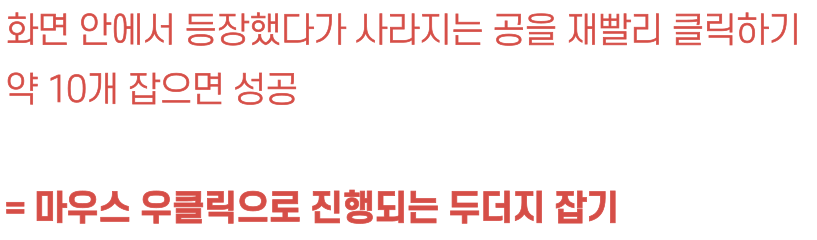 화면 안에서 등장했다가 사라지는 공을 재빨리 클릭하기
약 10개 잡으면 성공
= 마우스 우클릭으로 진행되는 두더지 잡기